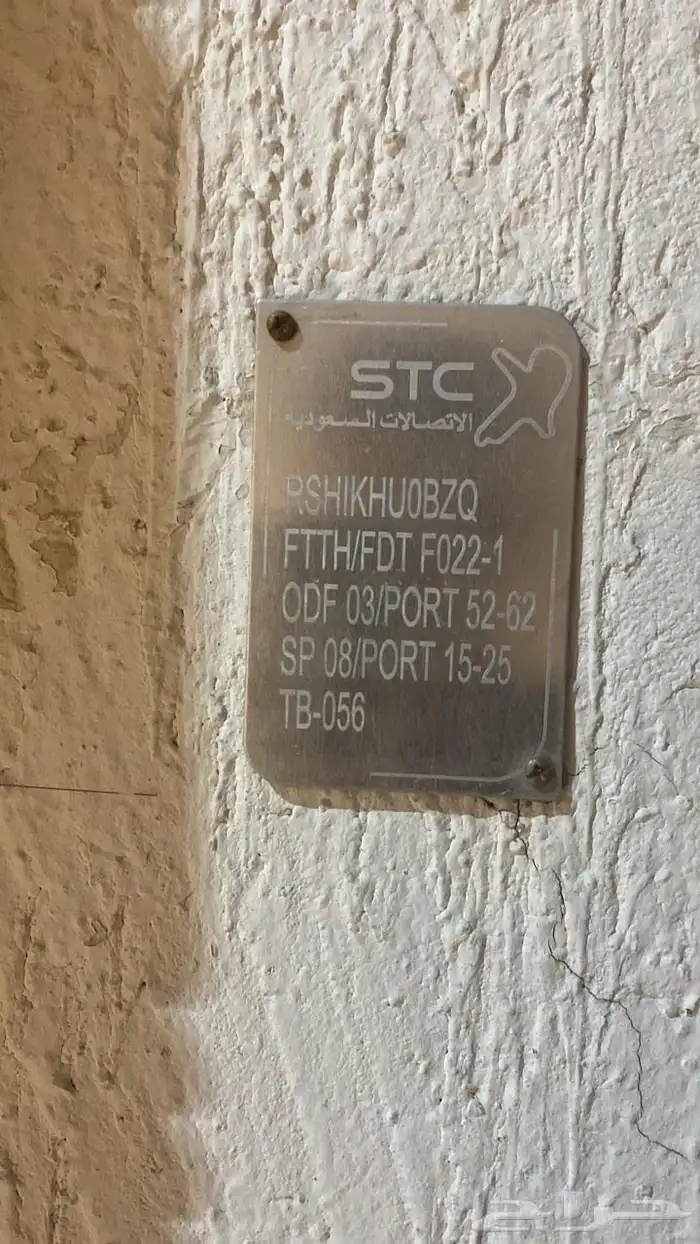 STC
الاتصالات السعودية
RSHIKHU0BZQ
FTTH/FDT F022-1
ODF 03/PORT 52-62
SP 08/PORT 15-25
TB-056
حراج